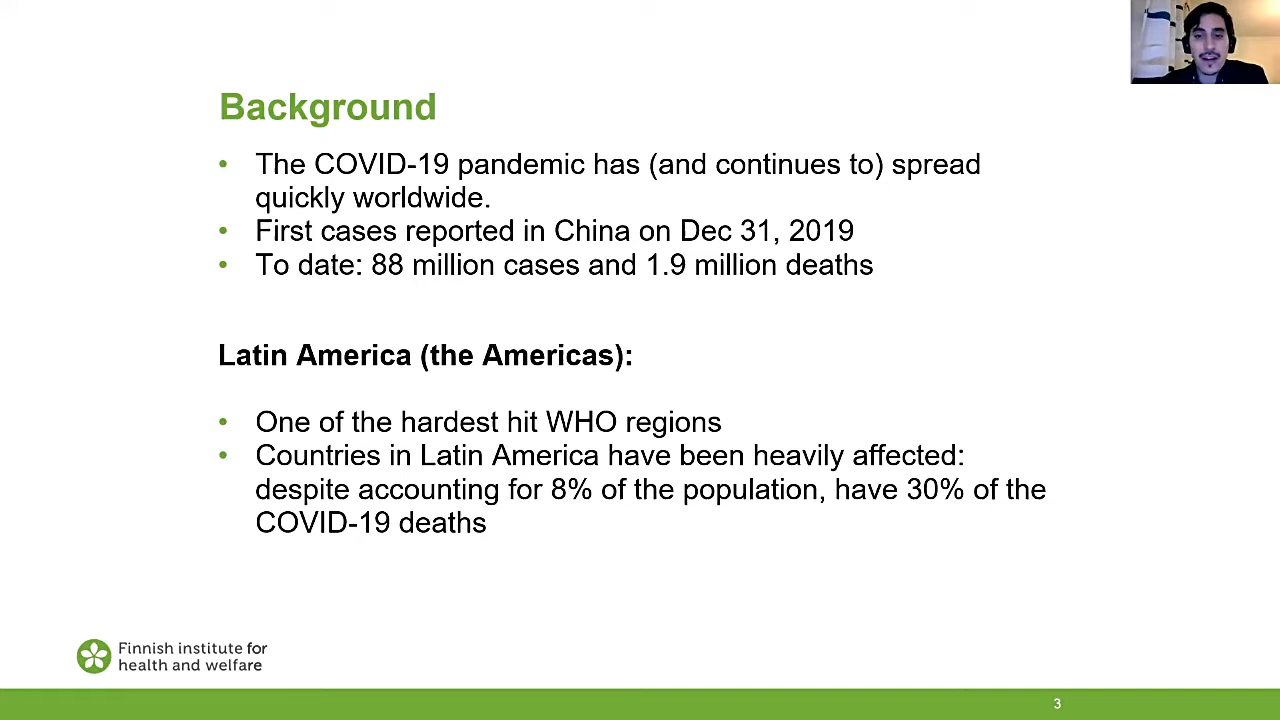 Background
• The COVID-19 pandemic has (and continues to) spread
quickly worldwide.
• First cases reported in China on Dec 31, 2019
• To date: 88 million cases and 1.9 million deaths
Latin America (the Americas):
• One of the hardest hit WHO regions
• Countries in Latin America have been heavily affected:
despite accounting for 8% of the population, have 30% of the
COVID-19 deaths
Finnish institute for
health and welfare
3